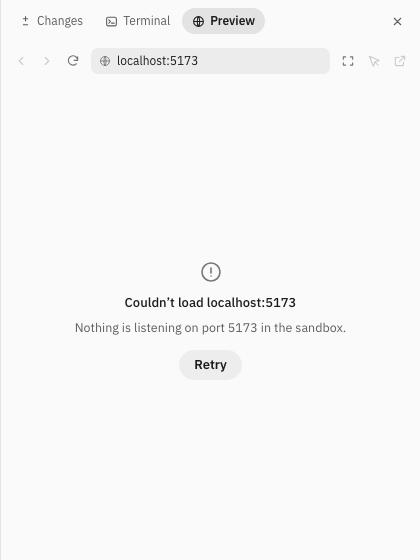 Changes Terminal Preview
localhost:5173
Couldn’t load localhost:5173
Nothing is listening on port 5173 in the sandbox.
Retry